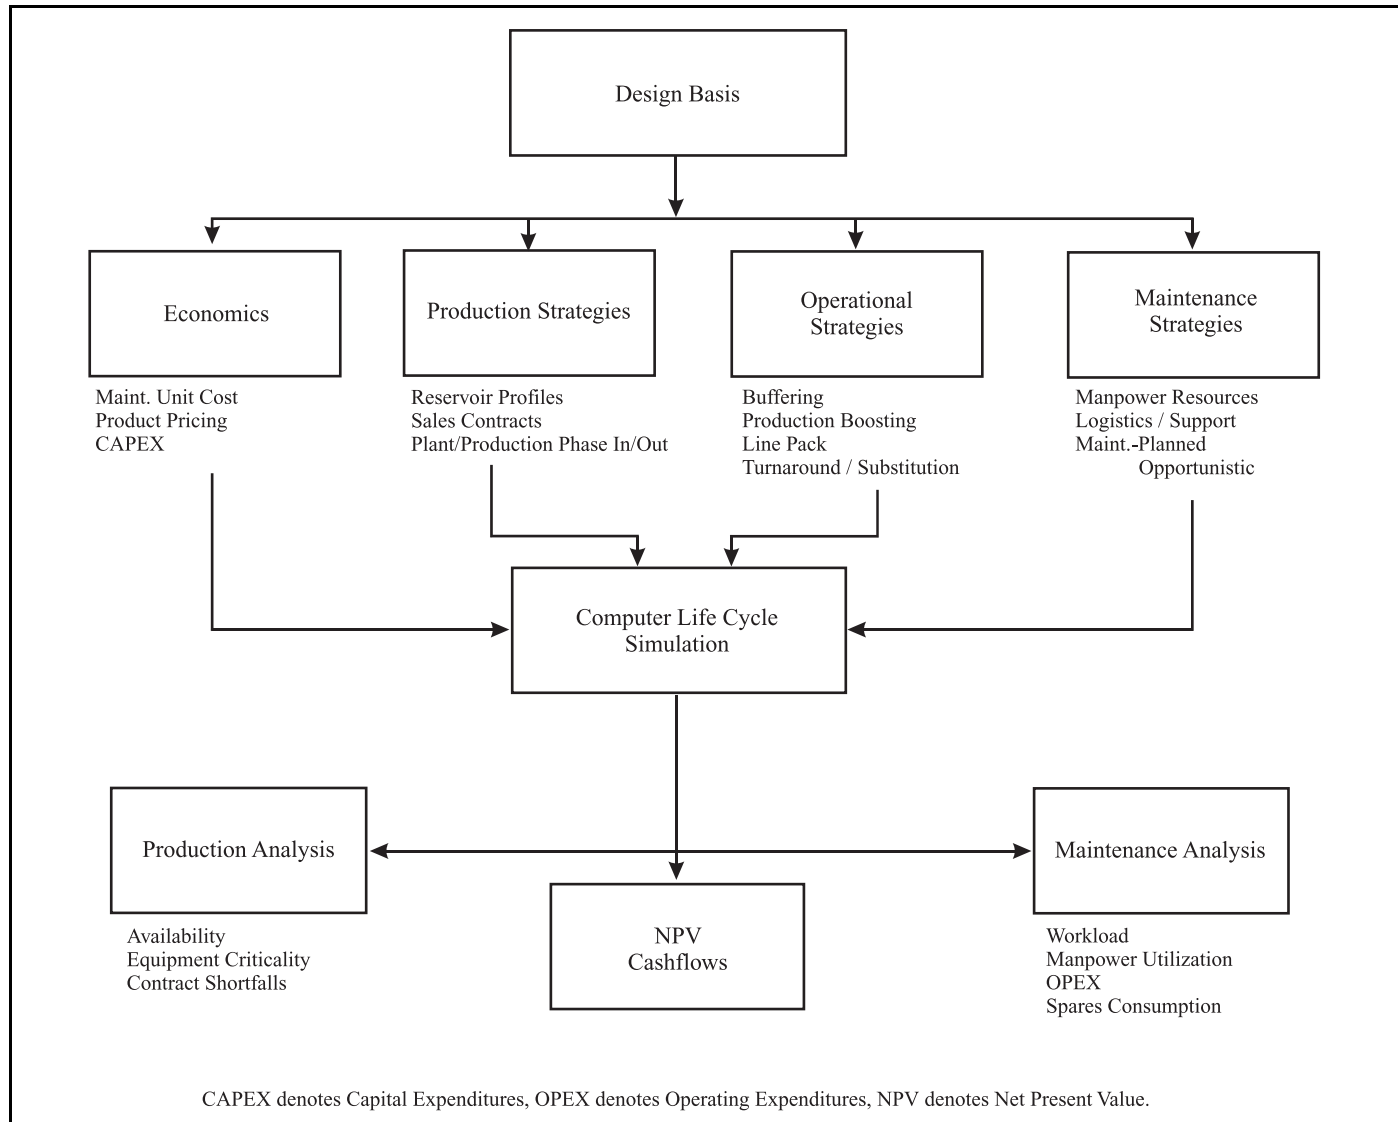 Design Basis
Economics
Maint. Unit Cost
Product Pricing
CAPEX
Production Strategies
Reservoir Profiles
Sales Contracts
Plant/Production Phase In/Out
Operational
Strategies
Buffering
Production Boosting
Line Pack
Turnaround / Substitution
Maintenance
Strategies
Manpower Resources
Logistics / Support
Maint.-Planned
Opportunistic
Computer Life Cycle
Simulation
Production Analysis
Availability
Equipment Criticality
Contract Shortfalls
NPV
Cashflows
Maintenance Analysis
Workload
Manpower Utilization
OPEX
Spares Consumption
CAPEX denotes Capital Expenditures, OPEX denotes Operating Expenditures, NPV denotes Net Present Value.